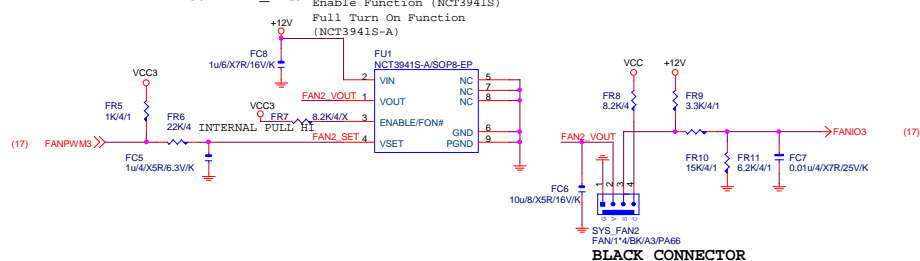 Enable Function (NCT3941S)
Full Turn On Function
(NCT3941S-A)
+12V
FC8
1u/6/X7R/16V/K
FU1
NCT3941S-A/SOP8-EP
2
VIN
NC
5
NC
7
FAN2_VOUT
1
VOUT
NC
8
VCC3
FR7
8.2K/4/X
3
ENABLE/FON#
INTERNAL PULL HI
GND
6
FAN2_SET
4
VSET
PGND
9
VCC3
FR5
1K/4/1
FR6
22K/4
(17)
FANPWM3
FC5
1u/4/X5R/6.3V/K
VCC
+12V
FR8
8.2K/4
FR9
3.3K/4/1
FAN2_VOUT
FANIO3
(17)
FR10
15K/4/1
FR11
6.2K/4/1
FC7
0.01u/4/X7R/25V/K
FC6
10u/8/X5R/16V/K
1
2
3
4
G
V
S
C
SYS_FAN2
FAN/1*4/BK/A3/PA66
BLACK CONNECTOR